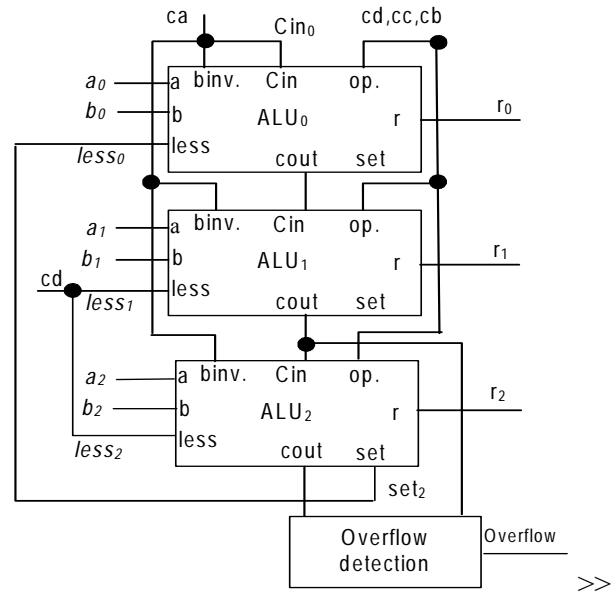 ca
Cin0
cd,cc,cb
a0
a
binv.
Cin
op.
b0
b
ALU0
r
r0
less0
less
cout
set
a1
a
binv.
Cin
op.
b1
b
ALU1
r
r1
cd
less1
less
cout
set
a2
a
binv.
Cin
op.
b2
b
ALU2
r
r2
less2
less
cout
set
set2
Overflow
detection
Overflow
>>